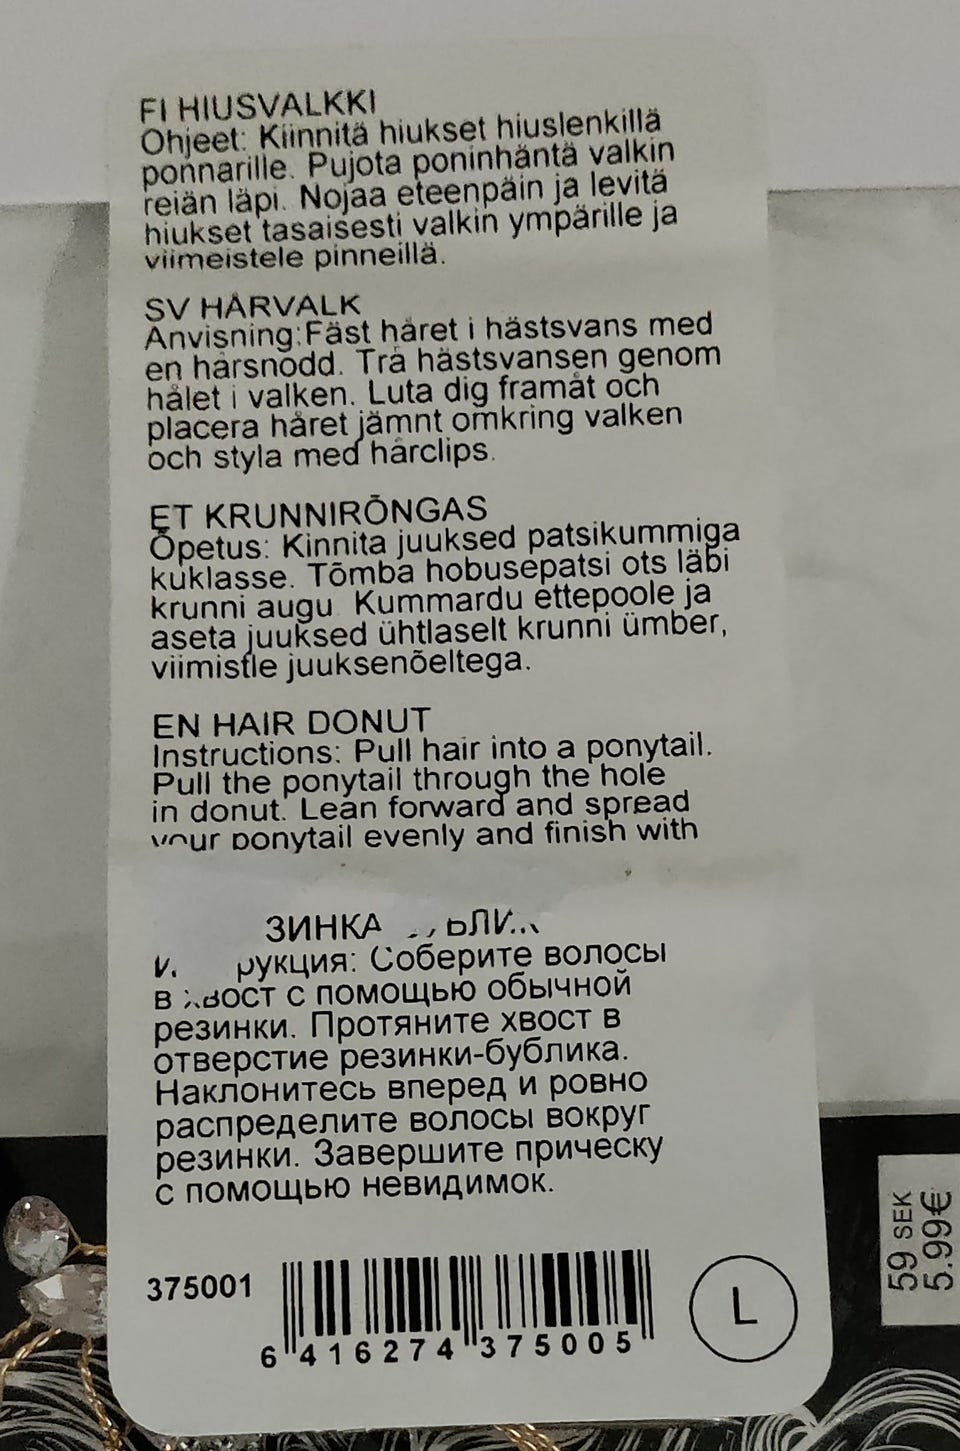 FI HIUSVALKKI
Ohjeet: Kiinnitä hiukset hiuslenkillä
ponnarille. Pujota poninhäntä valkin
reiän läpi. Nojaa eteenpäin ja levitä
hiukset tasaisesti valkin ympärille ja
viimeistele pinneillä.
SV HÅRVALK
Anvisning:Fäst håret i hästsvans med
en hårsnodd. Trä hästsvansen genom
hålet i valken. Luta dig framåt och
placera håret jämnt omkring valken
och styla med hårclips.
ET KRUNNIRÕNGAS
Õpetus: Kinnita juuksed patsikummiga
kuklasse. Tõmba hobusepatsi ots läbi
krunni augu. Kummardu ettepoole ja
aseta juuksed ühtlaselt krunni ümber,
viimistle juuksenõeltega.
EN HAIR DONUT
Instructions: Pull hair into a ponytail.
Pull the ponytail through the hole
in donut. Lean forward and spread
your ponytail evenly and finish with
рукция: Соберите волосы
в хвост с помощью обычной
резинки. Протяните хвост в
отверстие резинки-бублика.
Наклонитесь вперед и ровно
распределите волосы вокруг
резинки. Завершите прическу
с помощью невидимок.
375001
6 416274 375005
L
59 SEK
5.99€